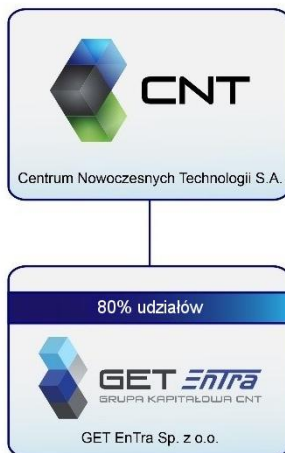 CNT
Centrum Nowoczesnych Technologii S.A.
80% udziałów
GET EnTra
GRUPA KAPITAŁOWA CNT
GET EnTra Sp. z o.o.